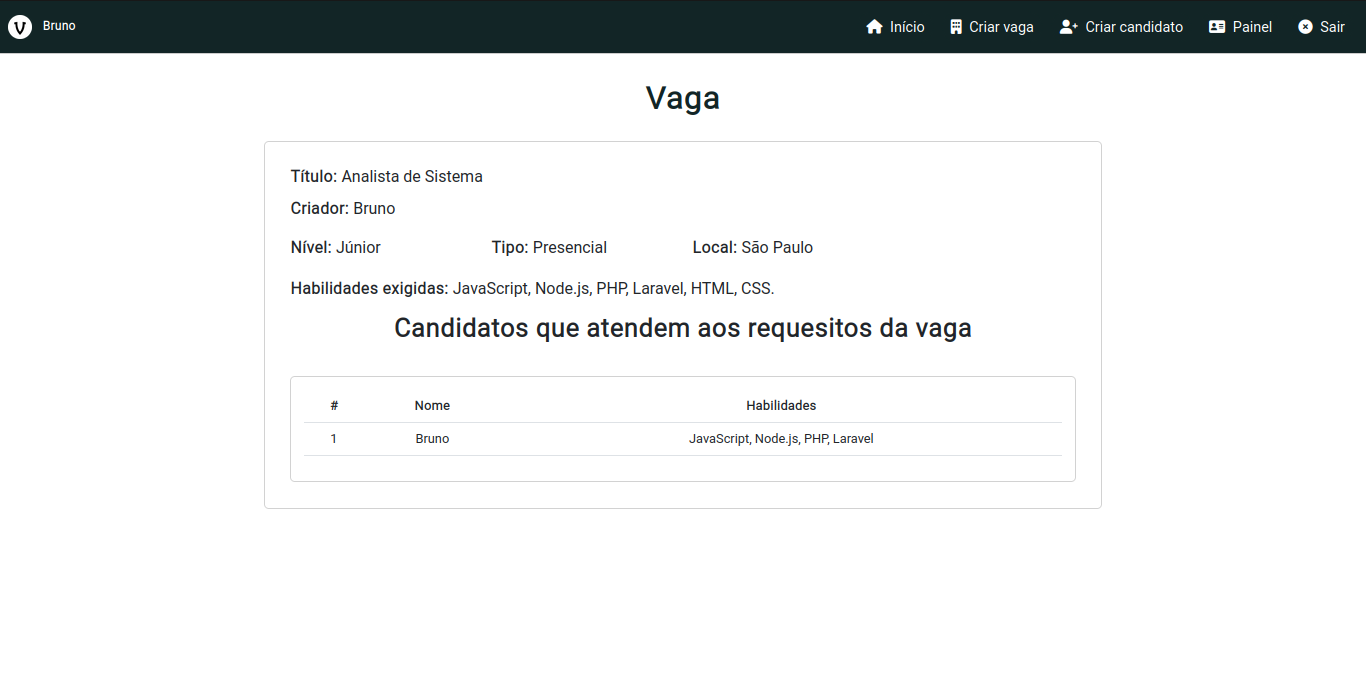 V Bruno Início Criar vaga Criar candidato Painel Sair
Vaga
Título: Analista de Sistema
Criador: Bruno
Nível: Júnior Tipo: Presencial Local: São Paulo
Habilidades exigidas: JavaScript, Node.js, PHP, Laravel, HTML, CSS.
Candidatos que atendem aos requesitos da vaga
# Nome Habilidades
1 Bruno JavaScript, Node.js, PHP, Laravel